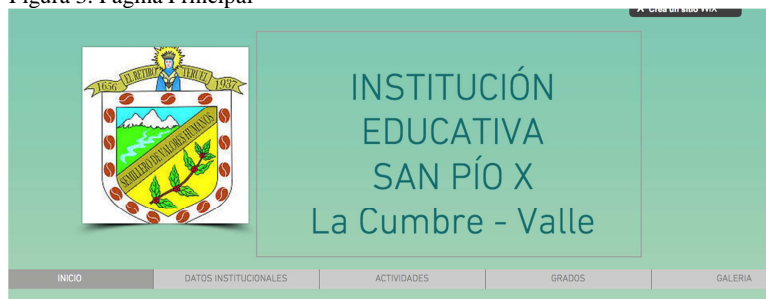 Figura 3. Página Principal
Crea un sitio WiX
EL RETIRO TERUEL
1656 1937
SEMILLERO DE VALORES HUMANOS
INSTITUCIÓN
EDUCATIVA
SAN PÍO X
La Cumbre - Valle
INICIO DATOS INSTITUCIONALES ACTIVIDADES GRADOS GALERIA